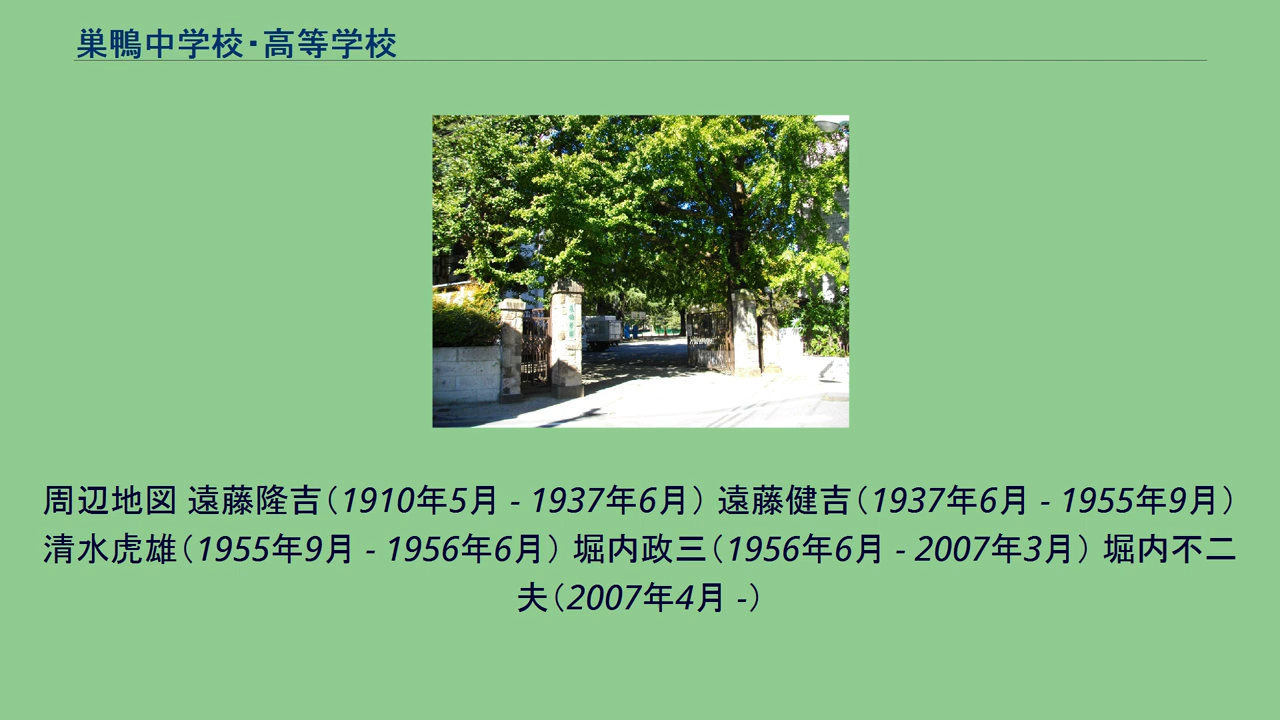 巣鴨中学校・高等学校
周辺地図 遠藤隆吉（1910年5月 - 1937年6月） 遠藤健吉（1937年6月 - 1955年9月）
清水虎雄（1955年9月 - 1956年6月） 堀内政三（1956年6月 - 2007年3月） 堀内不二
夫（2007年4月 -）